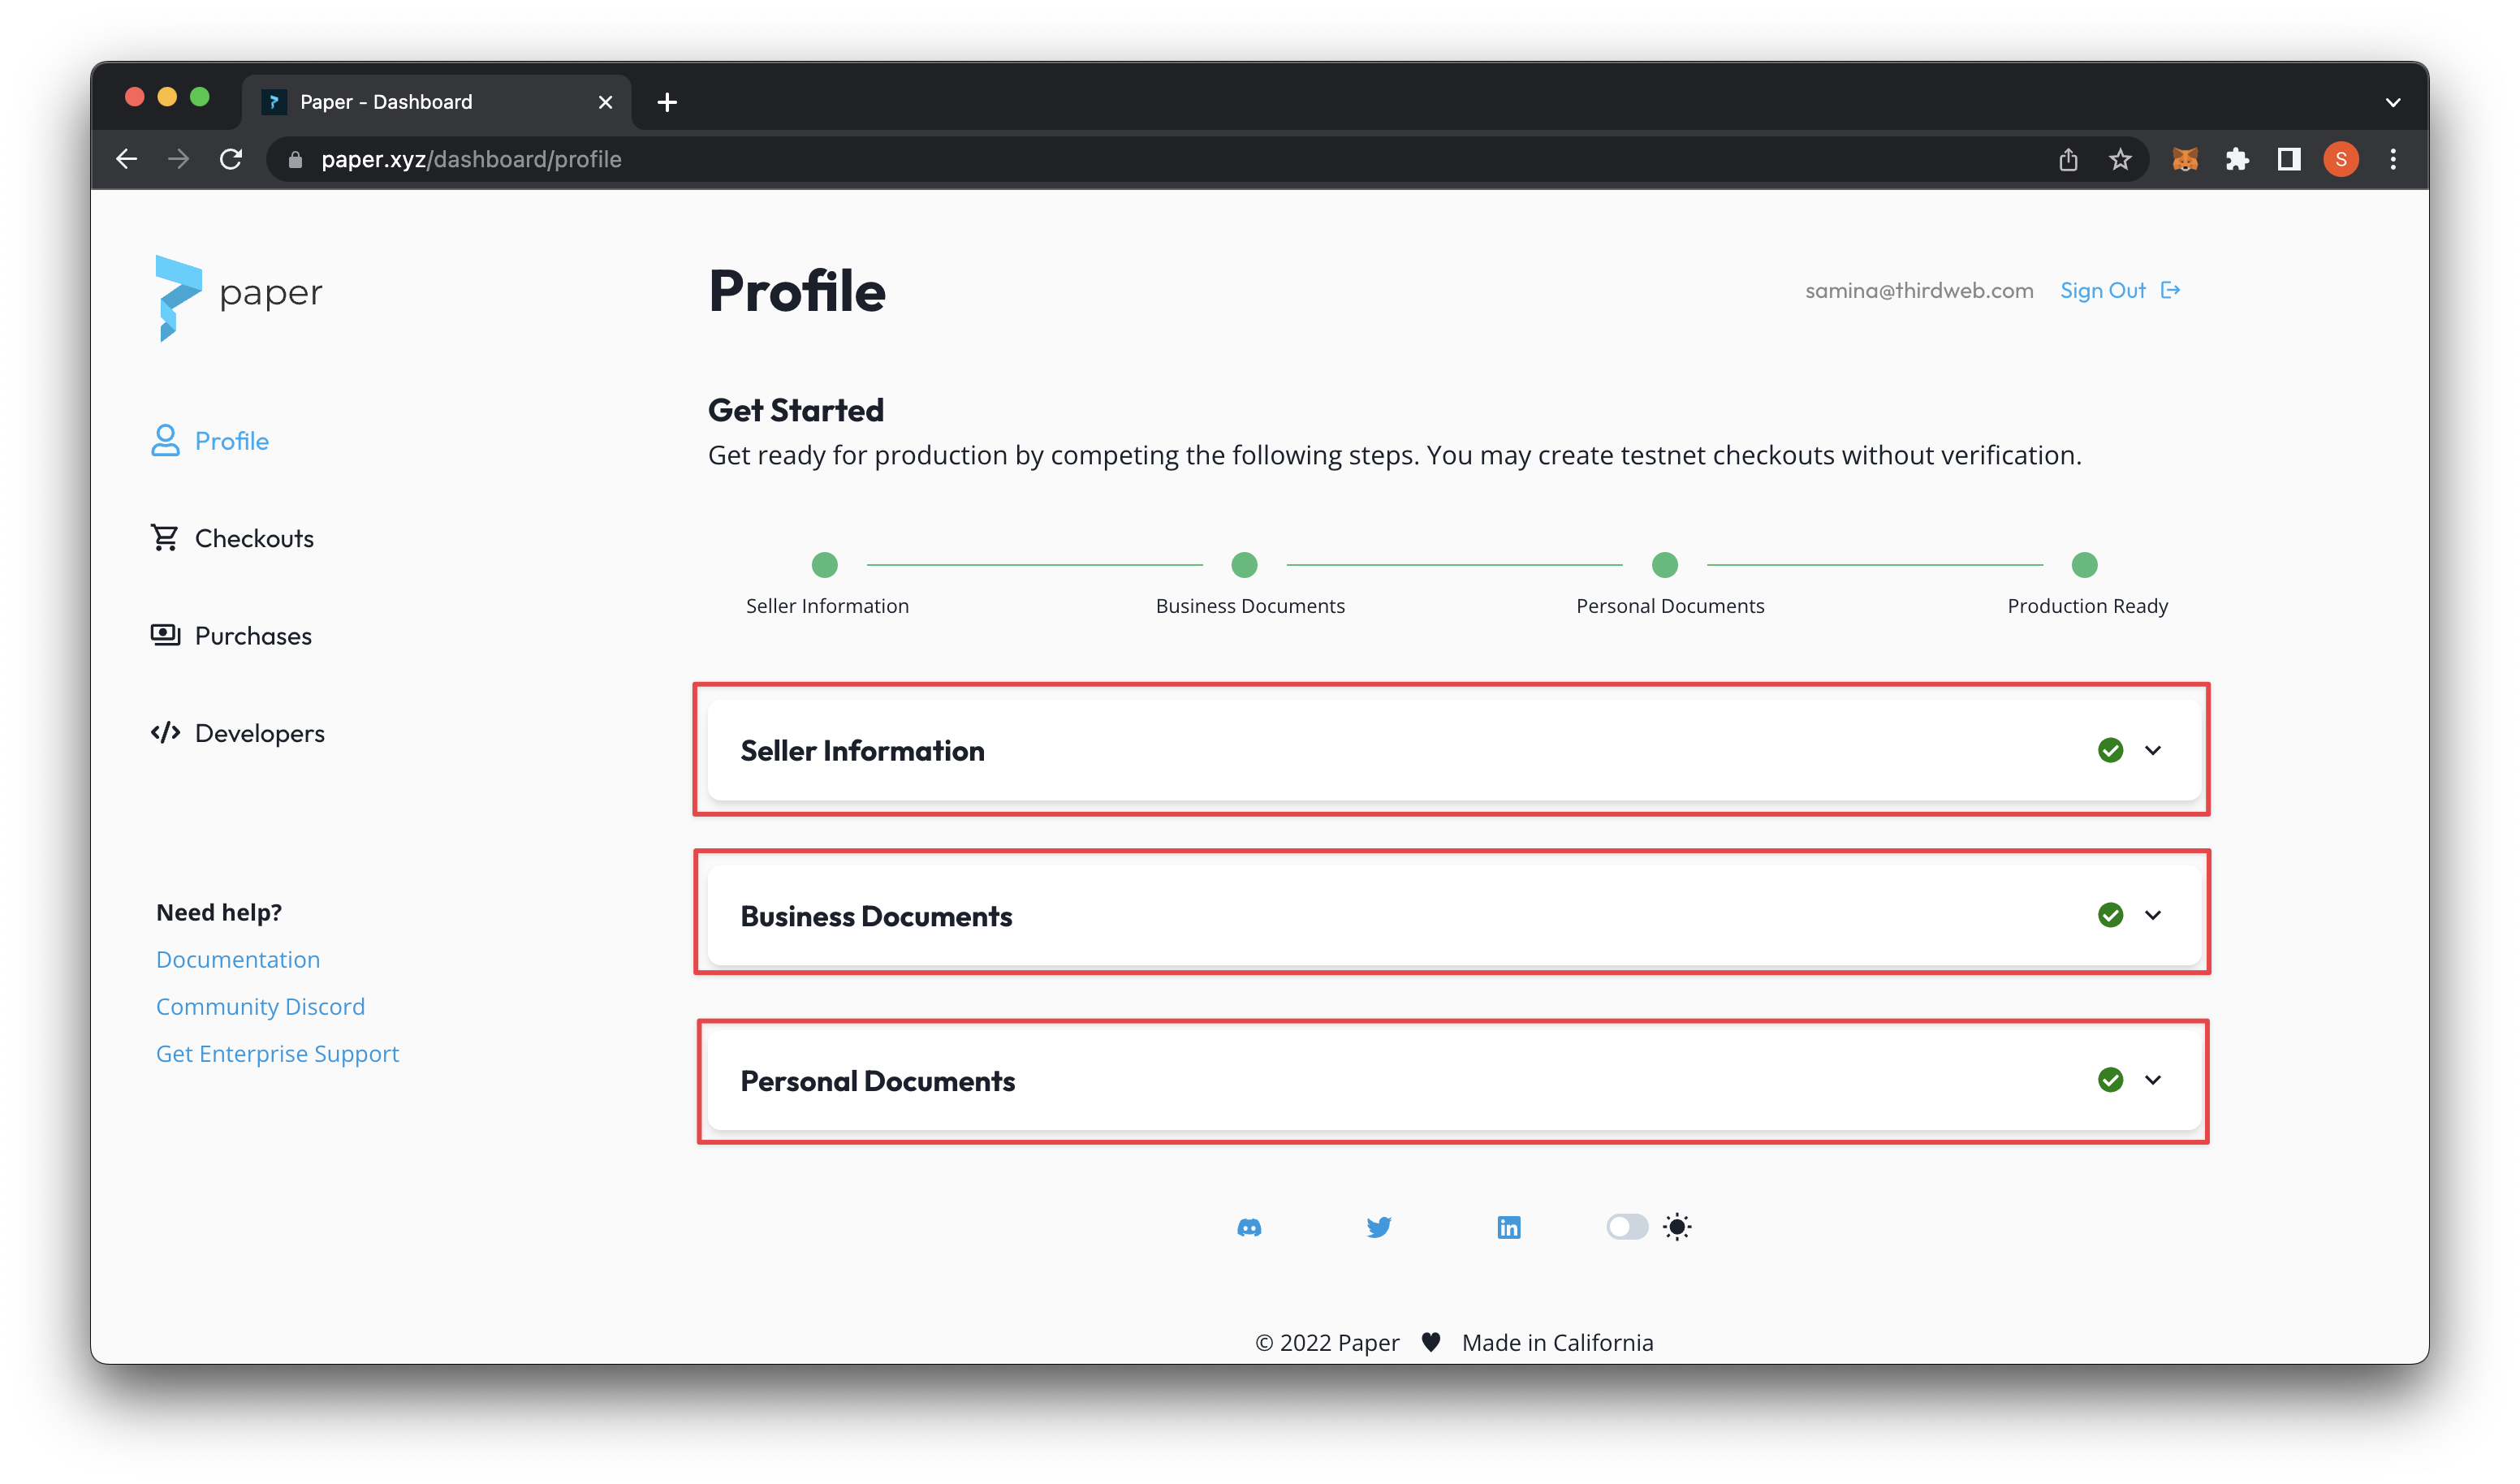 Paper - Dashboard
paper.xyz/dashboard/profile
S
paper
Profile
samina@thirdweb.com
Sign Out
Profile
Checkouts
Purchases
Developers
Need help?
Documentation
Community Discord
Get Enterprise Support
Get Started
Get ready for production by competing the following steps. You may create testnet checkouts without verification.
Seller Information
Business Documents
Personal Documents
Production Ready
Seller Information
Business Documents
Personal Documents
in
© 2022 Paper ♥ Made in California